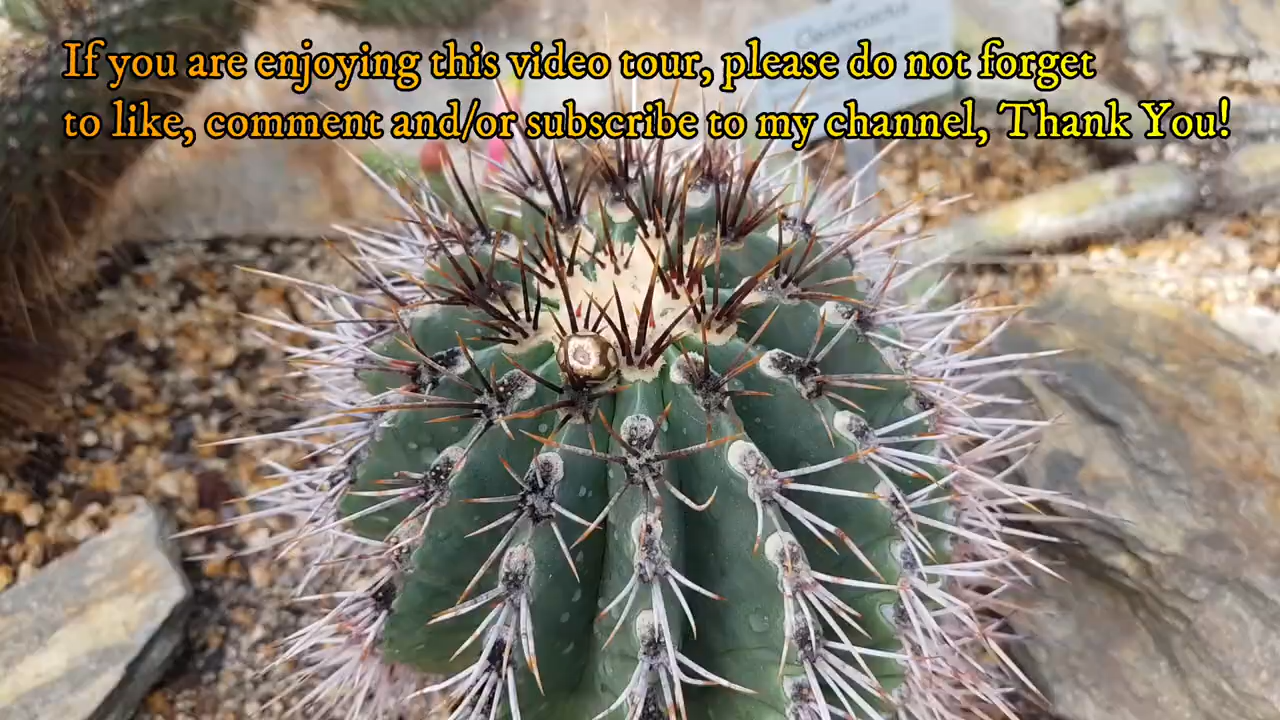 If you are enjoying this video tour, please do not forget
to like, comment and/or subscribe to my channel, Thank You!